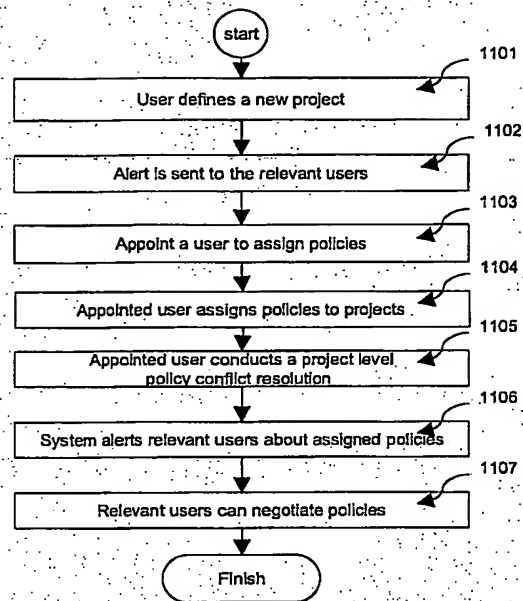 start
1101
User defines a new project
1102
Alert is sent to the relevant users
1103
Appoint a user to assign policies
1104
Appointed user assigns policies to projects
1105
Appointed user conducts a project level
policy conflict resolution
1106
System alerts relevant users about assigned policies
1107
Relevant users can negotiate policies
Finish